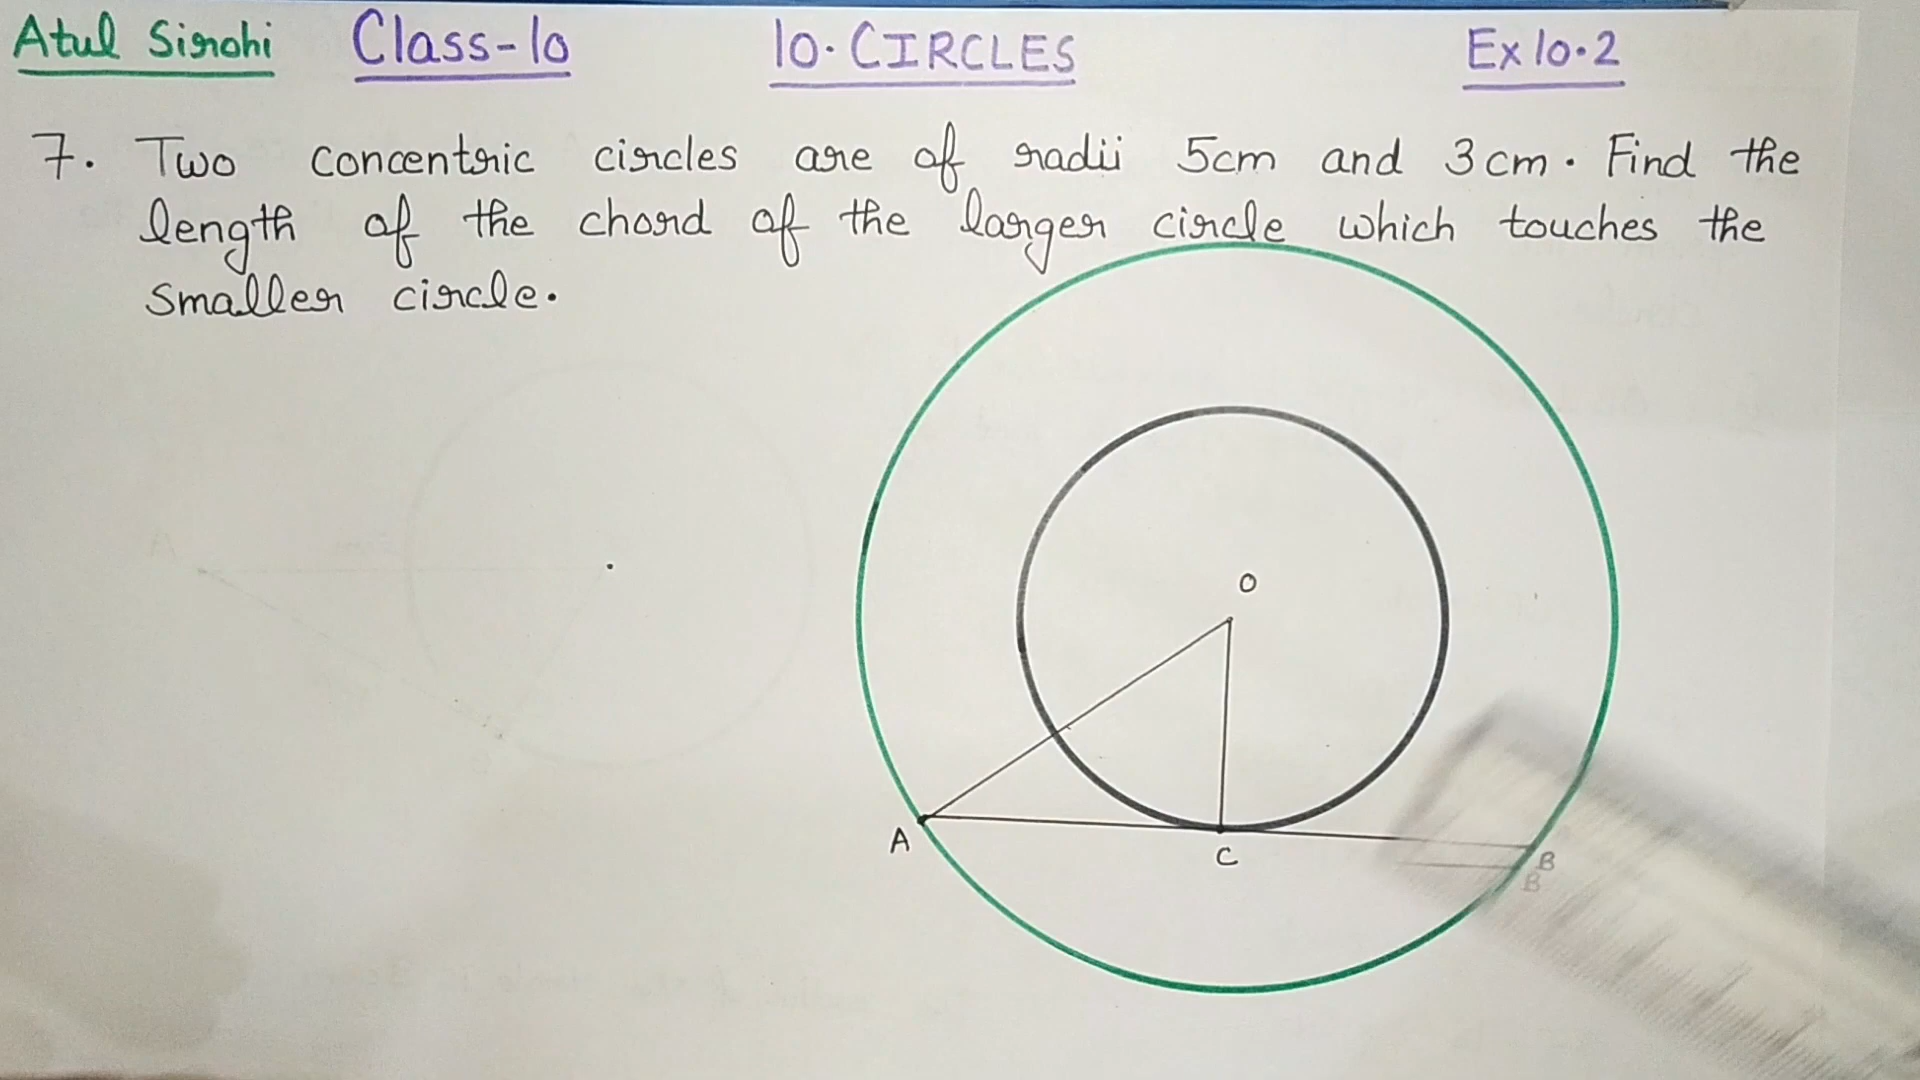 Atul Sirohi Class-10 10. CIRCLES Ex 10.2
7. Two concentric circles are of radii 5cm and 3cm. Find the
length of the chord of the larger circle which touches the
smaller circle.
O
A
C
B
B